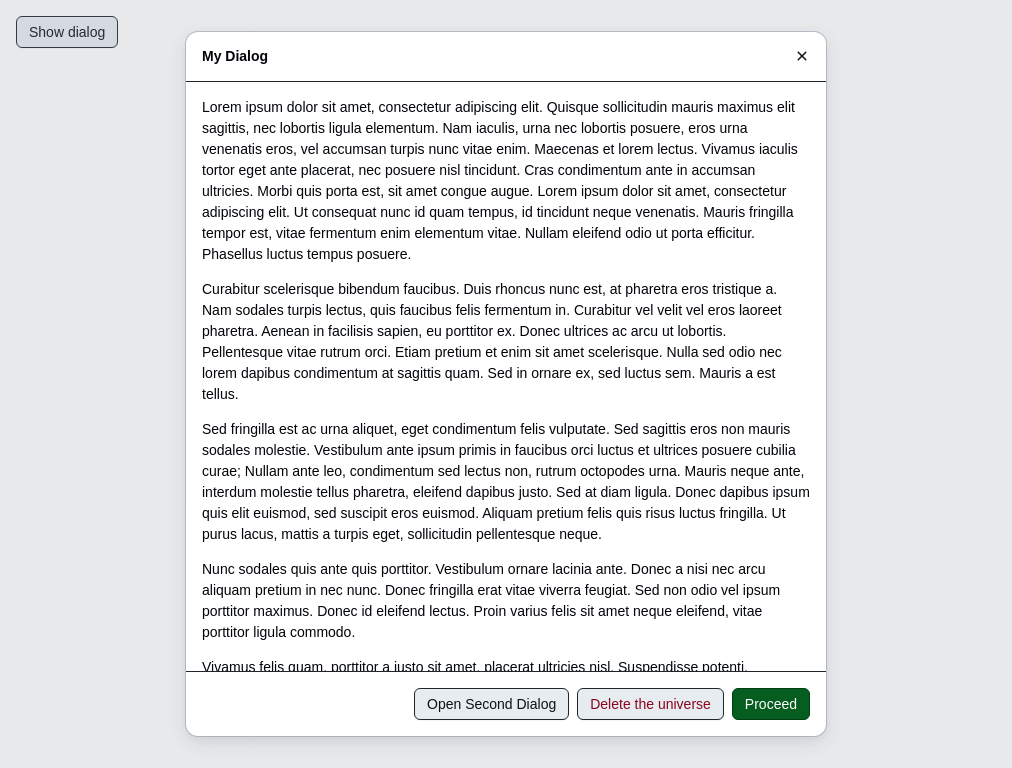 Show dialog
My Dialog
Lorem ipsum dolor sit amet, consectetur adipiscing elit. Quisque sollicitudin mauris maximus elit
sagittis, nec lobortis ligula elementum. Nam iaculis, urna nec lobortis posuere, eros urna
venenatis eros, vel accumsan turpis nunc vitae enim. Maecenas et lorem lectus. Vivamus iaculis
tortor eget ante placerat, nec posuere nisl tincidunt. Cras condimentum ante in accumsan
ultricies. Morbi quis porta est, sit amet congue augue. Lorem ipsum dolor sit amet, consectetur
adipiscing elit. Ut consequat nunc id quam tempus, id tincidunt neque venenatis. Mauris fringilla
tempor est, vitae fermentum enim elementum vitae. Nullam eleifend odio ut porta efficitur.
Phasellus luctus tempus posuere.
Curabitur scelerisque bibendum faucibus. Duis rhoncus nunc est, at pharetra eros tristique a.
Nam sodales turpis lectus, quis faucibus felis fermentum in. Curabitur vel velit vel eros laoreet
pharetra. Aenean in facilisis sapien, eu porttitor ex. Donec ultrices ac arcu ut lobortis.
Pellentesque vitae rutrum orci. Etiam pretium et enim sit amet scelerisque. Nulla sed odio nec
lorem dapibus condimentum at sagittis quam. Sed in ornare ex, sed luctus sem. Mauris a est
tellus.
Sed fringilla est ac urna aliquet, eget condimentum felis vulputate. Sed sagittis eros non mauris
sodales molestie. Vestibulum ante ipsum primis in faucibus orci luctus et ultrices posuere cubilia
curae; Nullam ante leo, condimentum sed lectus non, rutrum octopodes urna. Mauris neque ante,
interdum molestie tellus pharetra, eleifend dapibus justo. Sed at diam ligula. Donec dapibus ipsum
quis elit euismod, sed suscipit eros euismod. Aliquam pretium felis quis risus luctus fringilla. Ut
purus lacus, mattis a turpis eget, sollicitudin pellentesque neque.
Nunc sodales quis ante quis porttitor. Vestibulum ornare lacinia ante. Donec a nisi nec arcu
aliquam pretium in nec nunc. Donec fringilla erat vitae viverra feugiat. Sed non odio vel ipsum
porttitor maximus. Donec id eleifend lectus. Proin varius felis sit amet neque eleifend, vitae
porttitor ligula commodo.
Vivamus felis quam, porttitor a justo sit amet, placerat ultricies nisl. Suspendisse potenti.
Open Second Dialog
Delete the universe
Proceed